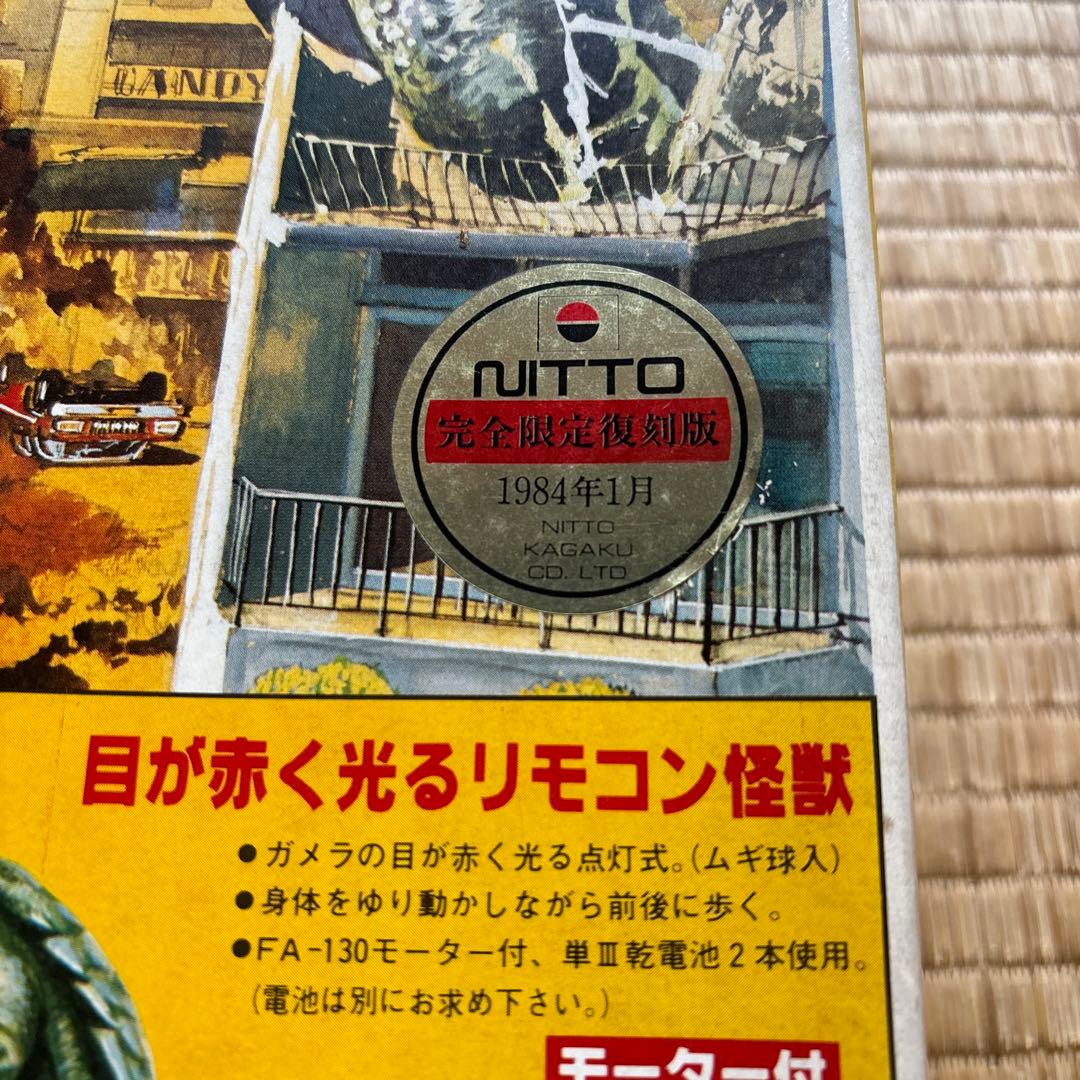 CANDY
NITTO
完全限定復刻版
1984年1月
NITTO
KAGAKU
CO. LTD
目が赤く光るリモコン怪獣
●ガメラの目が赤く光る点灯式。(ムギ球入)
●身体をゆり動かしながら前後に歩く。
●FA-130モーター付、単Ⅲ乾電池2本使用。
(電池は別にお求め下さい。)
モーター付